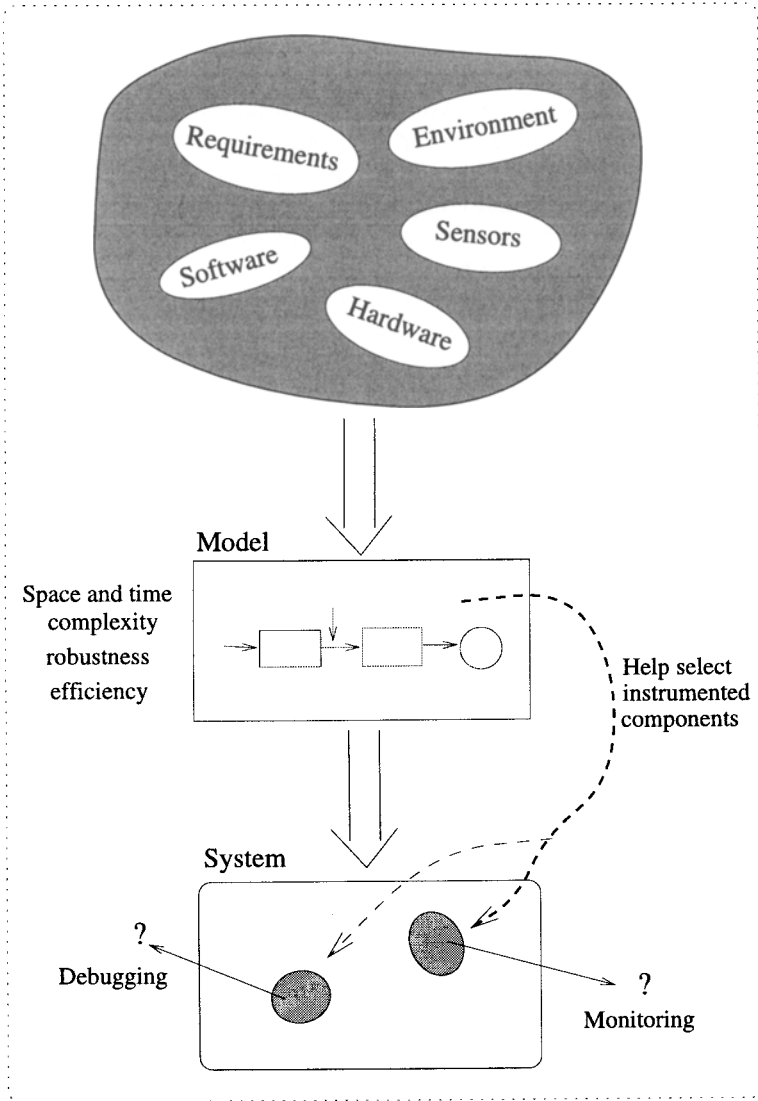 Requirements
Environment
Software
Sensors
Hardware
Model
Space and time
complexity
robustness
efficiency
Help select
instrumented
components
System
?
Debugging
?
Monitoring